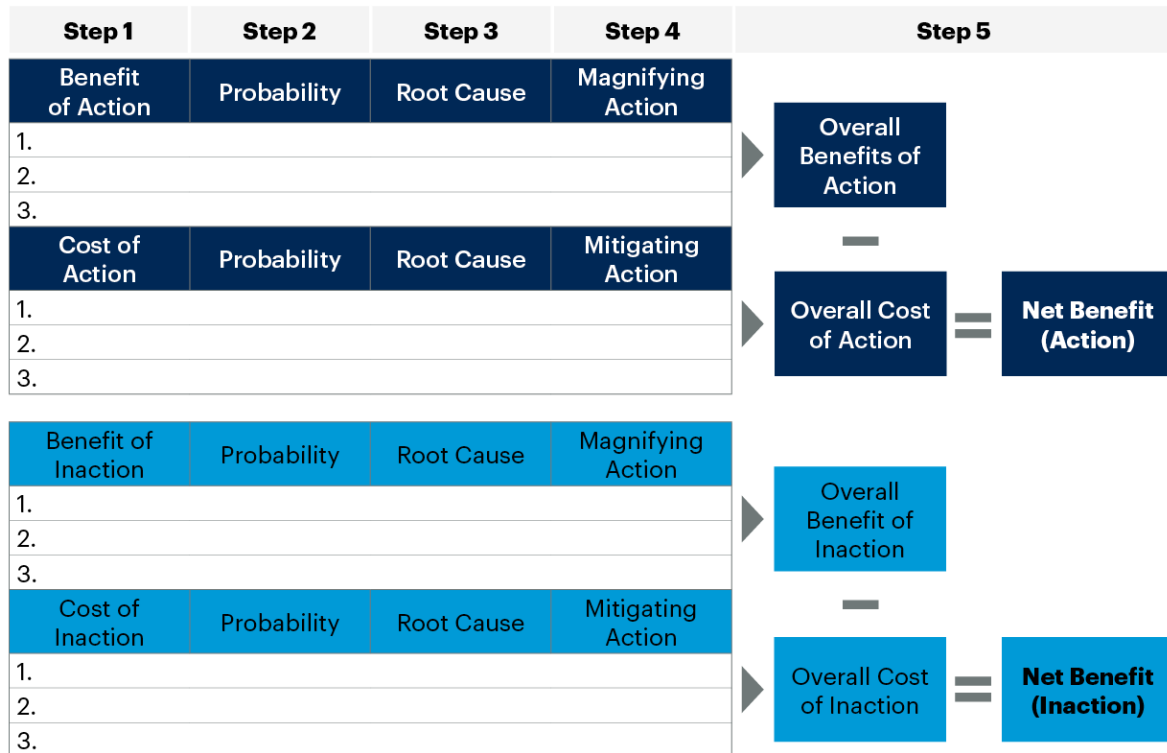 Step 1 Step 2 Step 3 Step 4 Step 5
Benefit
of Action
Probability
Root Cause
Magnifying
Action
1.
2.
3.
Overall
Benefits of
Action
Cost of
Action
Probability
Root Cause
Mitigating
Action
1.
2.
3.
Overall Cost
of Action
Net Benefit
(Action)
Benefit of
Inaction
Probability
Root Cause
Magnifying
Action
1.
2.
3.
Overall
Benefit of
Inaction
Cost of
Inaction
Probability
Root Cause
Mitigating
Action
1.
2.
3.
Overall Cost
of Inaction
Net Benefit
(Inaction)